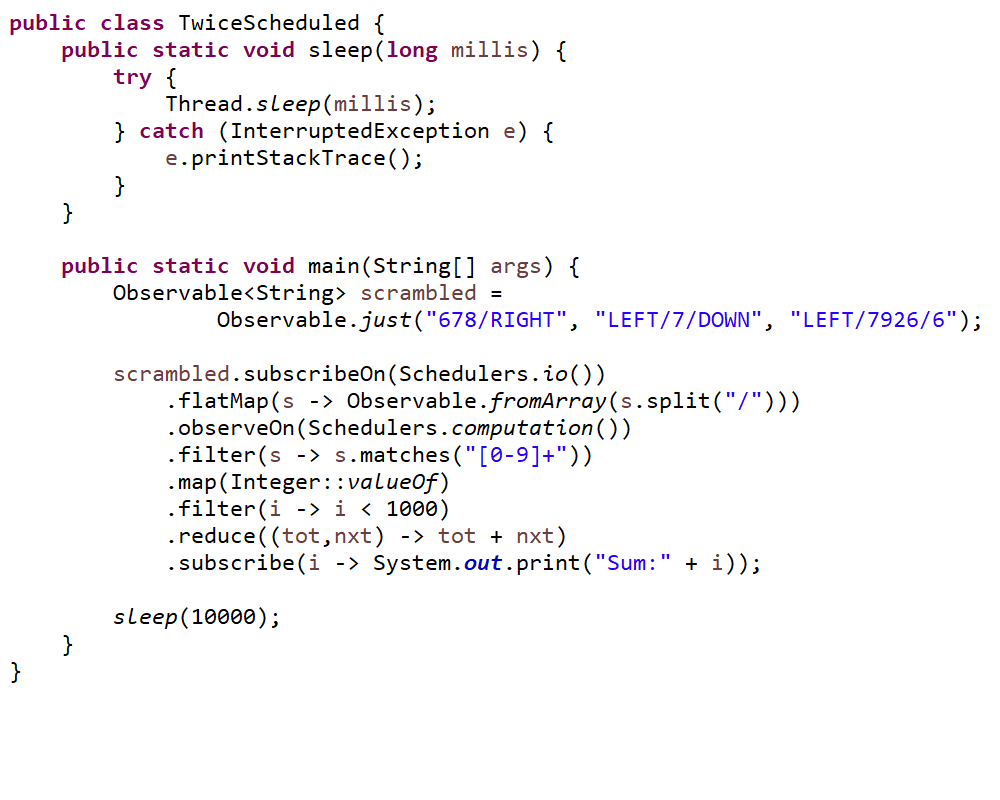 public class TwiceScheduled {
    public static void sleep(long millis) {
        try {
            Thread.sleep(millis);
        } catch (InterruptedException e) {
            e.printStackTrace();
        }
    }

    public static void main(String[] args) {
        Observable<String> scrambled =
                Observable.just("678/RIGHT", "LEFT/7/DOWN", "LEFT/7926/6");

        scrambled.subscribeOn(Schedulers.io())
            .flatMap(s -> Observable.fromArray(s.split("/")))
            .observeOn(Schedulers.computation())
            .filter(s -> s.matches("[0-9]+"))
            .map(Integer::valueOf)
            .filter(i -> i < 1000)
            .reduce((tot,nxt) -> tot + nxt)
            .subscribe(i -> System.out.print("Sum:" + i));

        sleep(10000);
    }
}